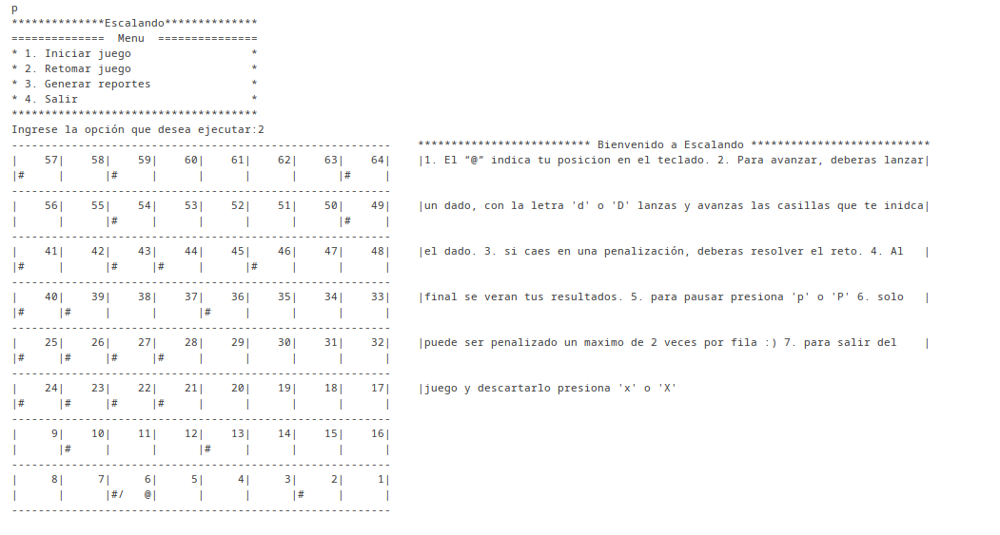 p
**************Escalando**************
==============  Menu  ===============
* 1. Iniciar juego                  *
* 2. Retomar juego                  *
* 3. Generar reportes               *
* 4. Salir                          *
*************************************
Ingrese la opción que desea ejecutar:2
---------------------------------------------------------
|    57|    58|    59|    60|    61|    62|    63|    64|
|#     |      |#     |      |      |      |#     |      |
---------------------------------------------------------
|    56|    55|    54|    53|    52|    51|    50|    49|
|      |      |#     |      |      |      |#     |      |
---------------------------------------------------------
|    41|    42|    43|    44|    45|    46|    47|    48|
|#     |      |#     |#     |      |#     |      |      |
---------------------------------------------------------
|    40|    39|    38|    37|    36|    35|    34|    33|
|#     |#     |      |      |#     |      |      |      |
---------------------------------------------------------
|    25|    26|    27|    28|    29|    30|    31|    32|
|#     |#     |#     |#     |      |      |      |      |
---------------------------------------------------------
|    24|    23|    22|    21|    20|    19|    18|    17|
|#     |#     |#     |#     |      |      |      |      |
---------------------------------------------------------
|     9|    10|    11|    12|    13|    14|    15|    16|
|      |#     |      |      |#     |      |      |      |
---------------------------------------------------------
|     8|     7|     6|     5|     4|     3|     2|     1|
|      |      |#/   @|      |      |      |#     |      |
---------------------------------------------------------
************************** Bienvenido a Escalando ***************************
|1. El “@” indica tu posicion en el teclado. 2. Para avanzar, deberas lanzar|
|un dado, con la letra 'd' o 'D' lanzas y avanzas las casillas que te inidca|
|el dado. 3. si caes en una penalización, deberas resolver el reto. 4. Al   |
|final se veran tus resultados. 5. para pausar presiona 'p' o 'P' 6. solo   |
|puede ser penalizado un maximo de 2 veces por fila :) 7. para salir del    |
|juego y descartarlo presiona 'x' o 'X'